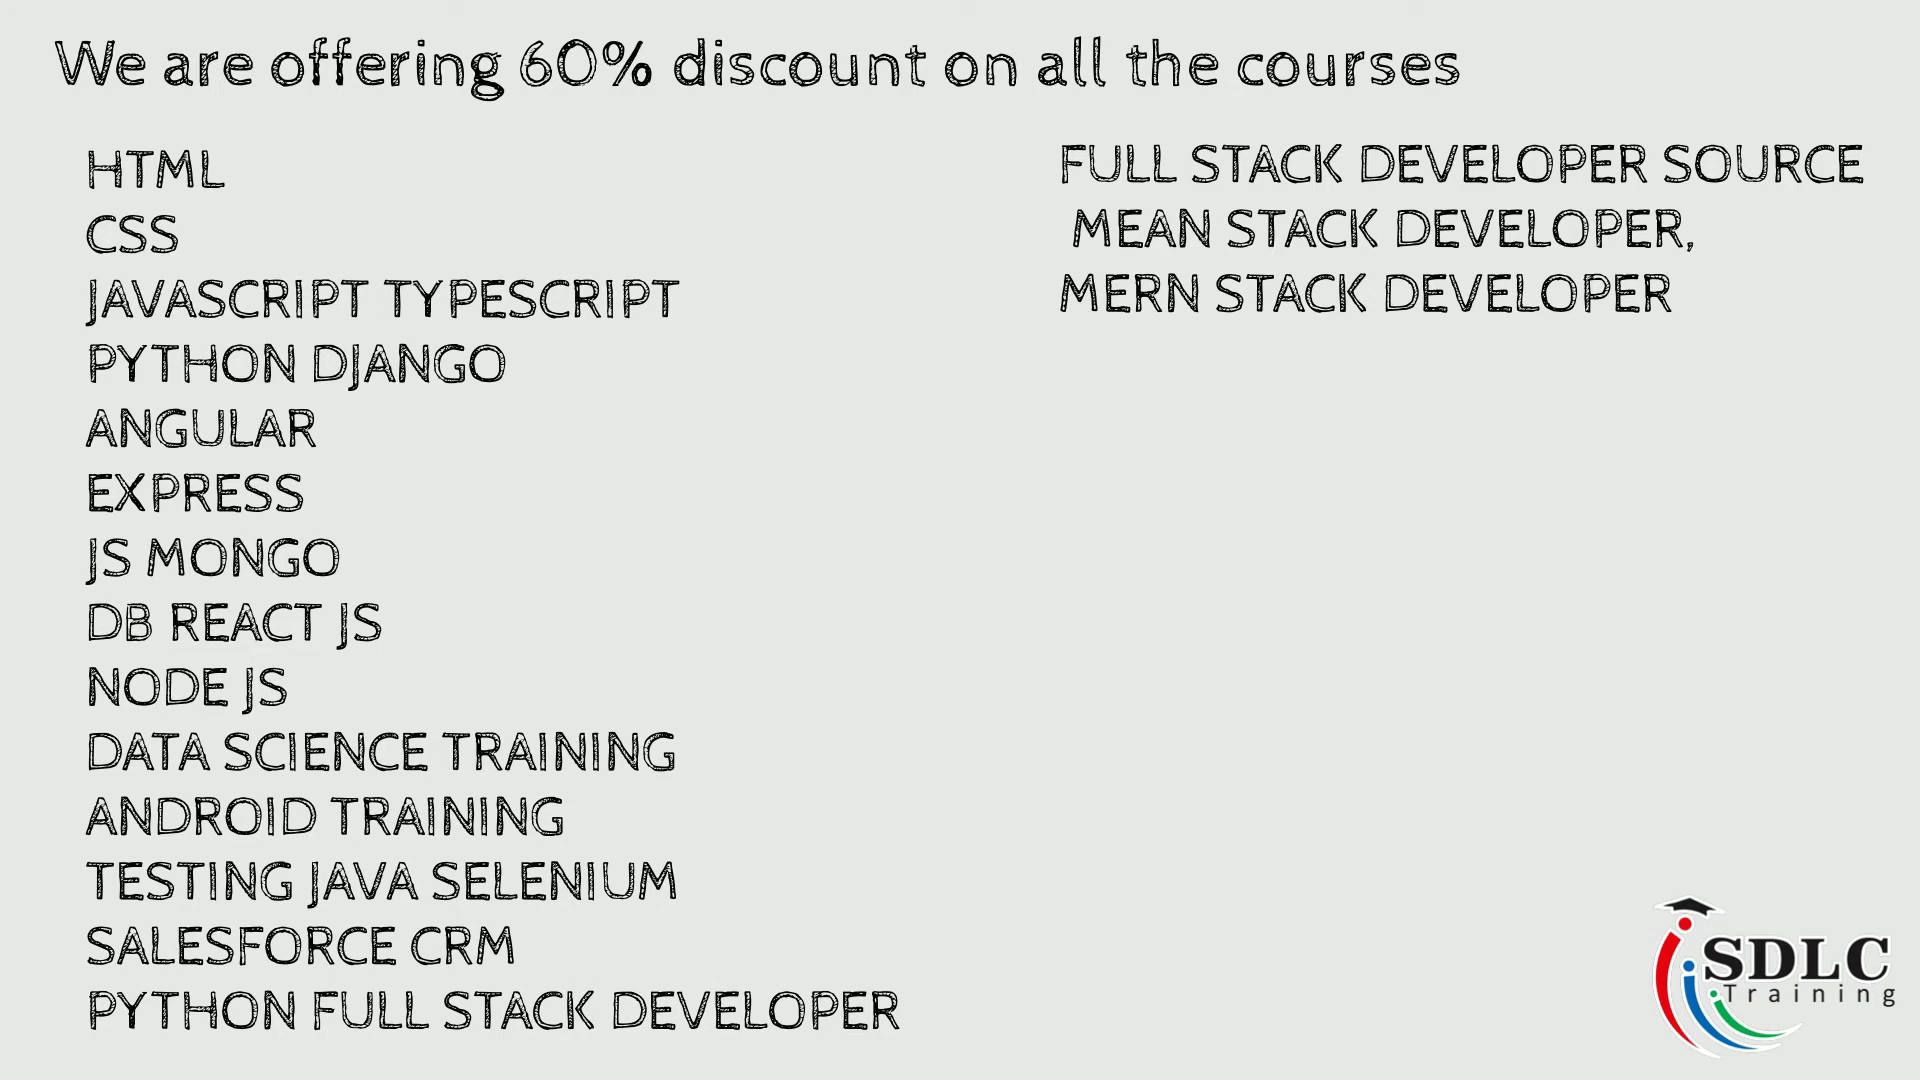 We are offering 60% discount on all the courses
HTML
CSS
JAVASCRIPT TYPESCRIPT
PYTHON DJANGO
ANGULAR
EXPRESS
JS MONGO
DB REACT JS
NODE JS
DATA SCIENCE TRAINING
ANDROID TRAINING
TESTING JAVA SELENIUM
SALESFORCE CRM
PYTHON FULL STACK DEVELOPER
FULL STACK DEVELOPER SOURCE
MEAN STACK DEVELOPER,
MERN STACK DEVELOPER
SDLC
Training